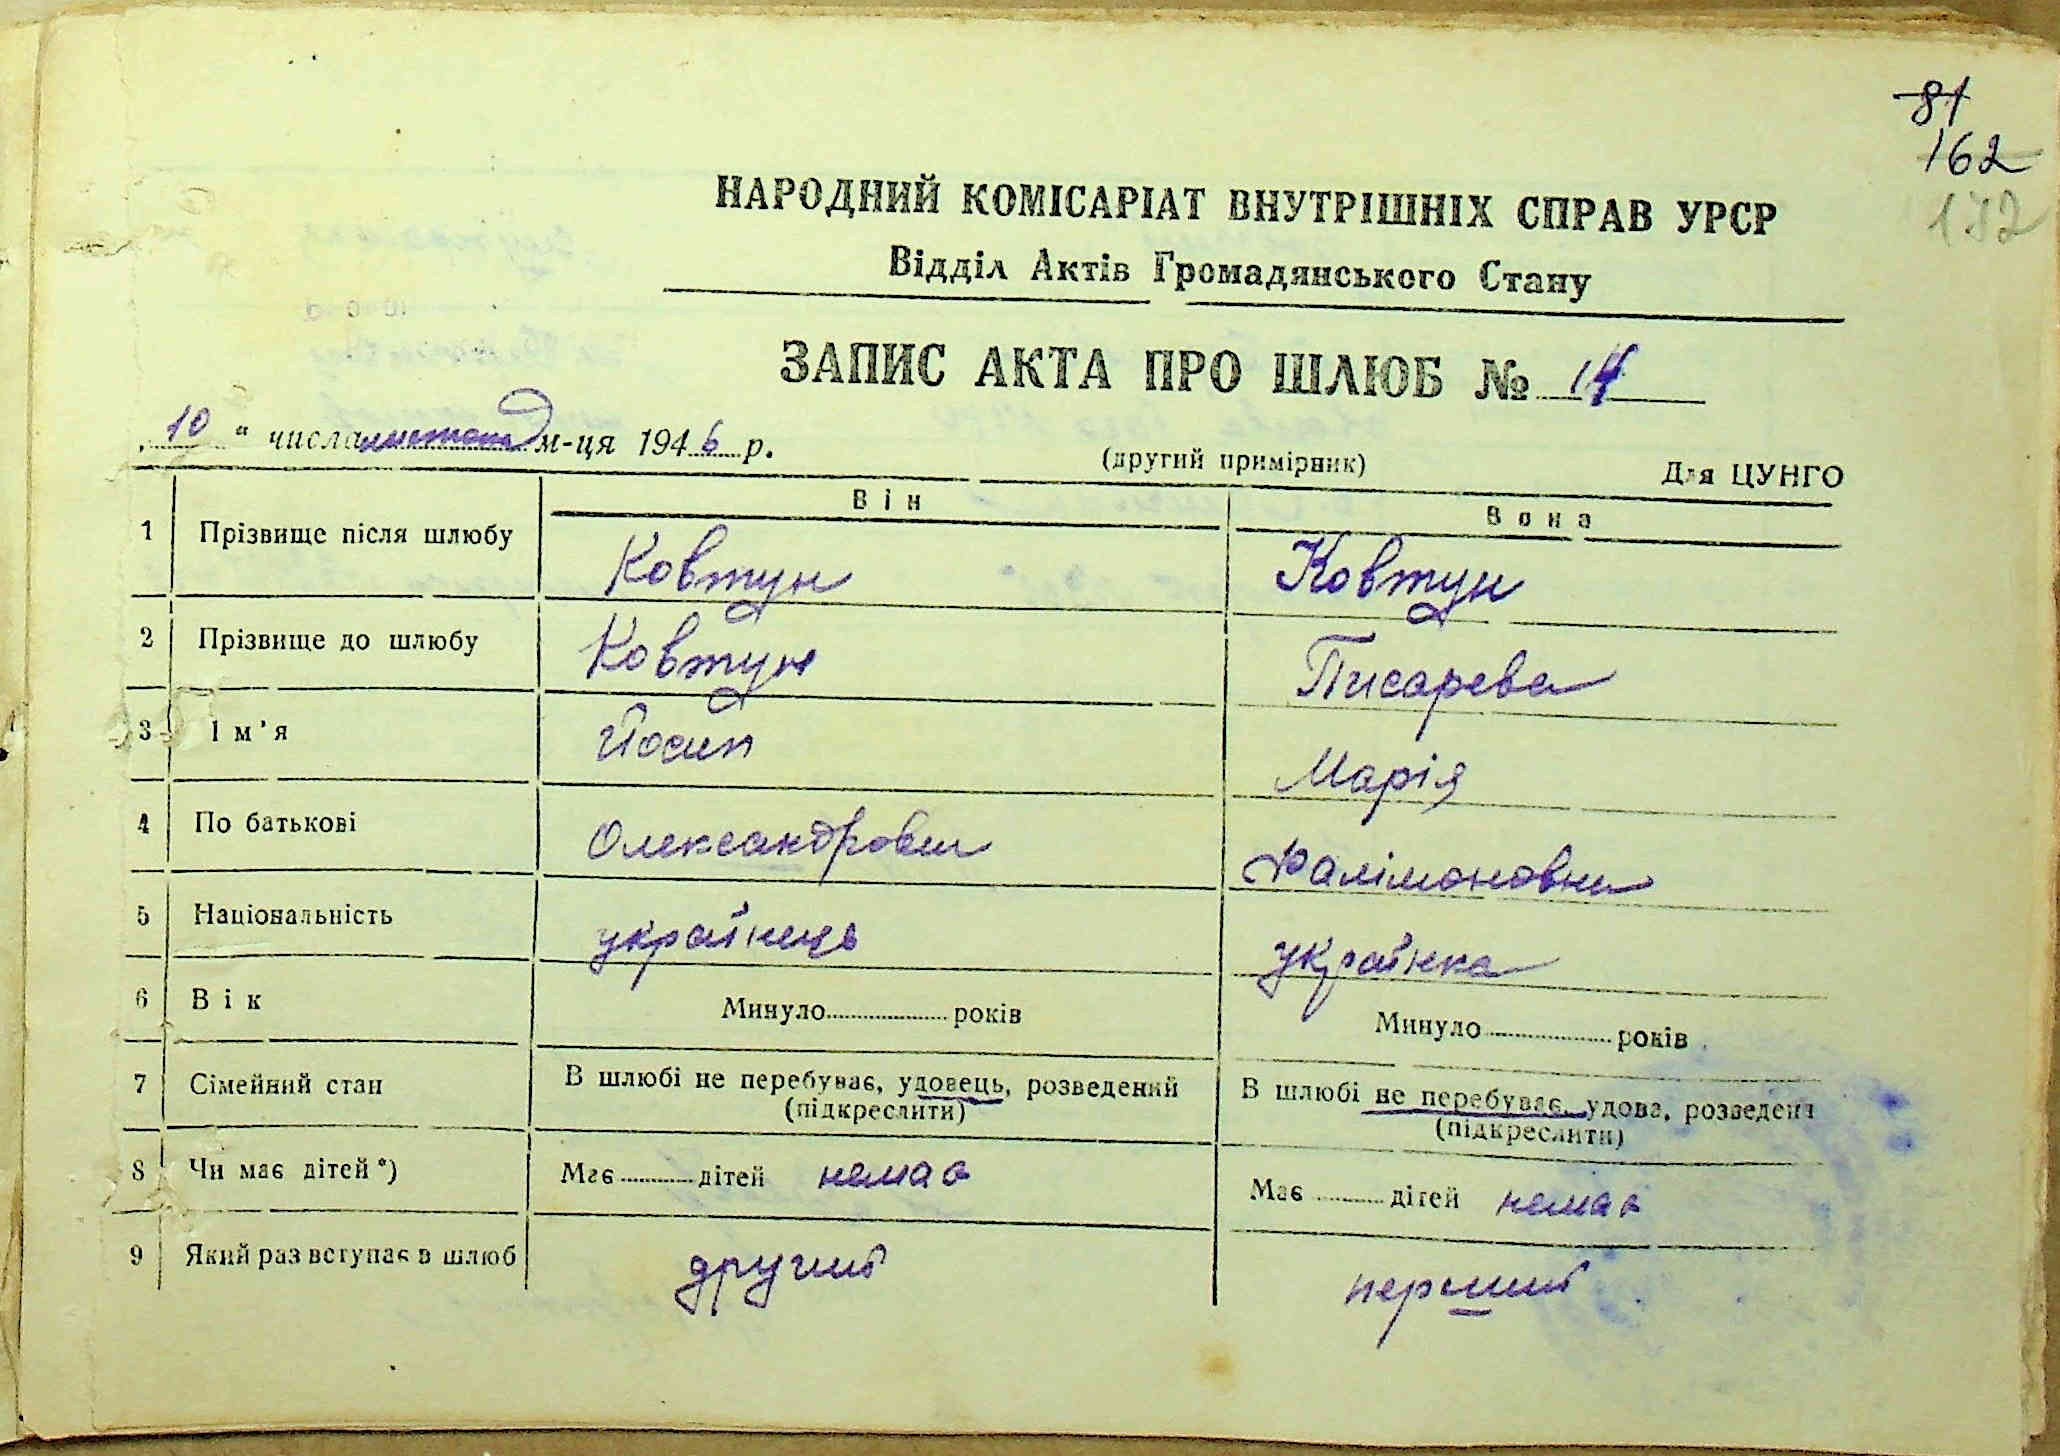 81
162
132
НАРОДНИЙ КОМІСАРІАТ ВНУТРІШНІХ СПРАВ УРСР
Відділ Актів Громадянського Стану
ЗАПИС АКТА ПРО ШЛЮБ № 14
„ 10 “ числа листопад м-ця 1946 р.
(другий примірник)
Для ЦУНГО
Він Вона
1 Прізвище після шлюбу Ковтун Ковтун
2 Прізвище до шлюбу Ковтун Писарева
3 Ім’я Йосип Марія
4 По батькові Олександрович Фалімоновна
5 Національність українець українка
6 Вік Минуло ........ років Минуло ........ років
7 Сімейний стан В шлюбі не перебуває, удовець, розведений В шлюбі не перебуває, удова, розведена
(підкреслити) (підкреслити)
8 Чи має дітей*) Має ........ дітей немає Має ........ дітей немає
9 Який раз вступає в шлюб другий перший